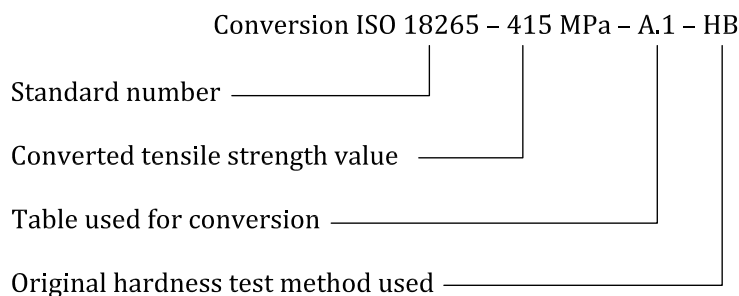 Conversion ISO 18265 – 415 MPa – A.1 – HB
Standard number
Converted tensile strength value
Table used for conversion
Original hardness test method used